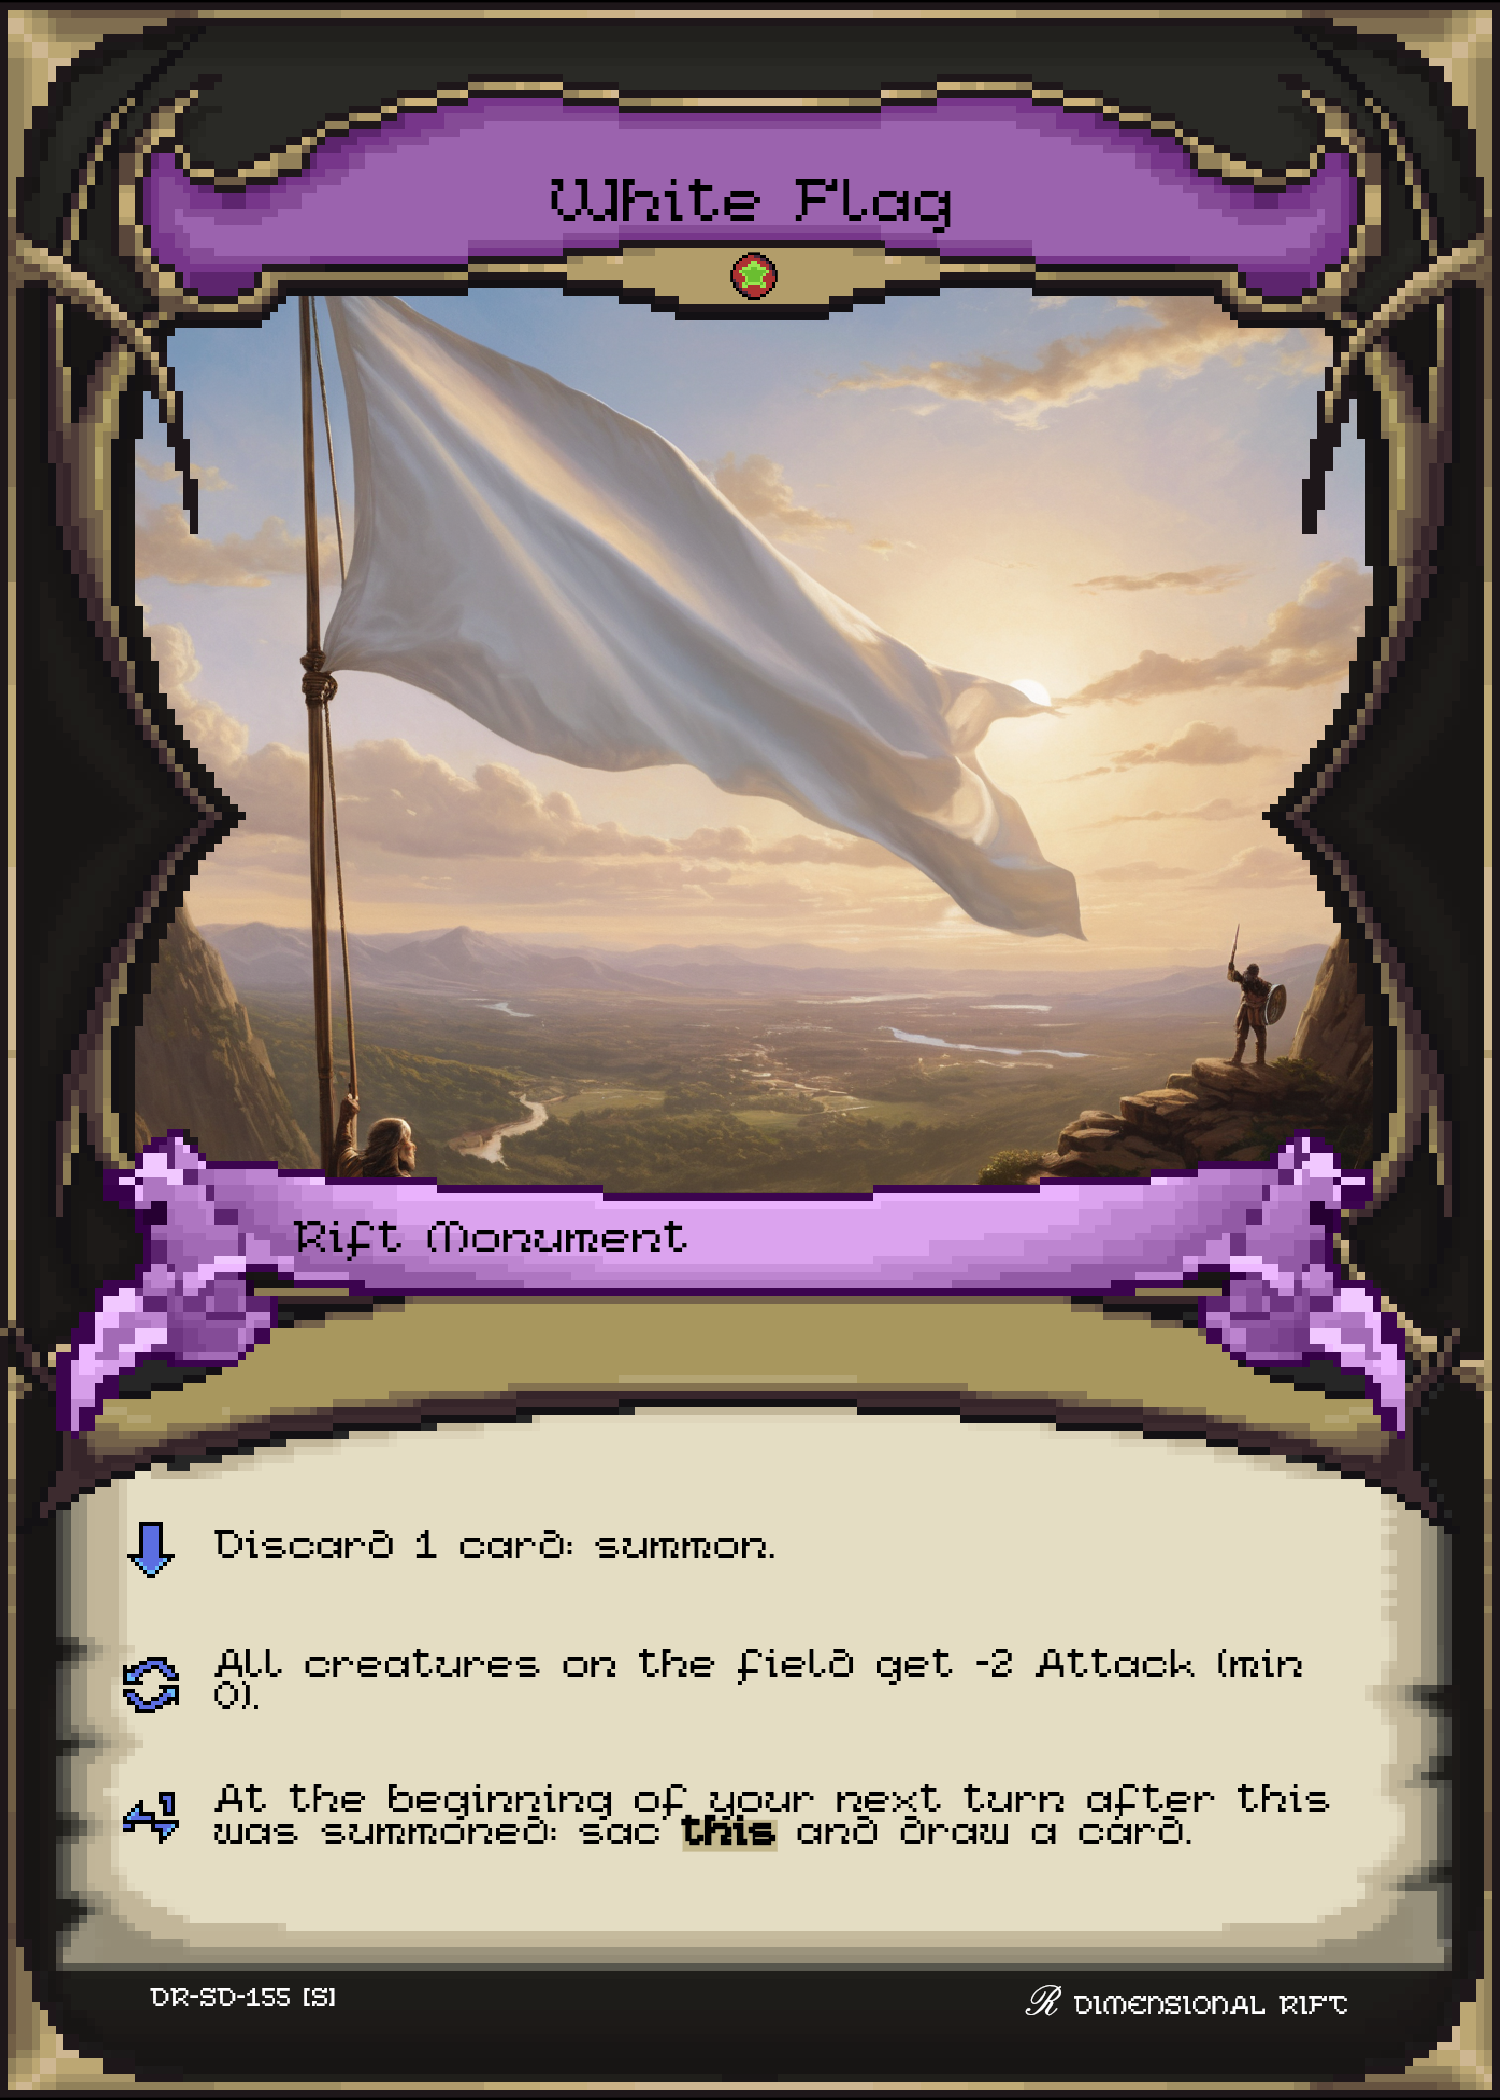 White Flag
Rift Monument
Discard 1 card: summon.
All creatures on the field get -2 Attack (min
0).
At the beginning of your next turn after this
was summoned: sac this and draw a card.
DR-SD-155 [S]
R DIMENSIONAL RIFT